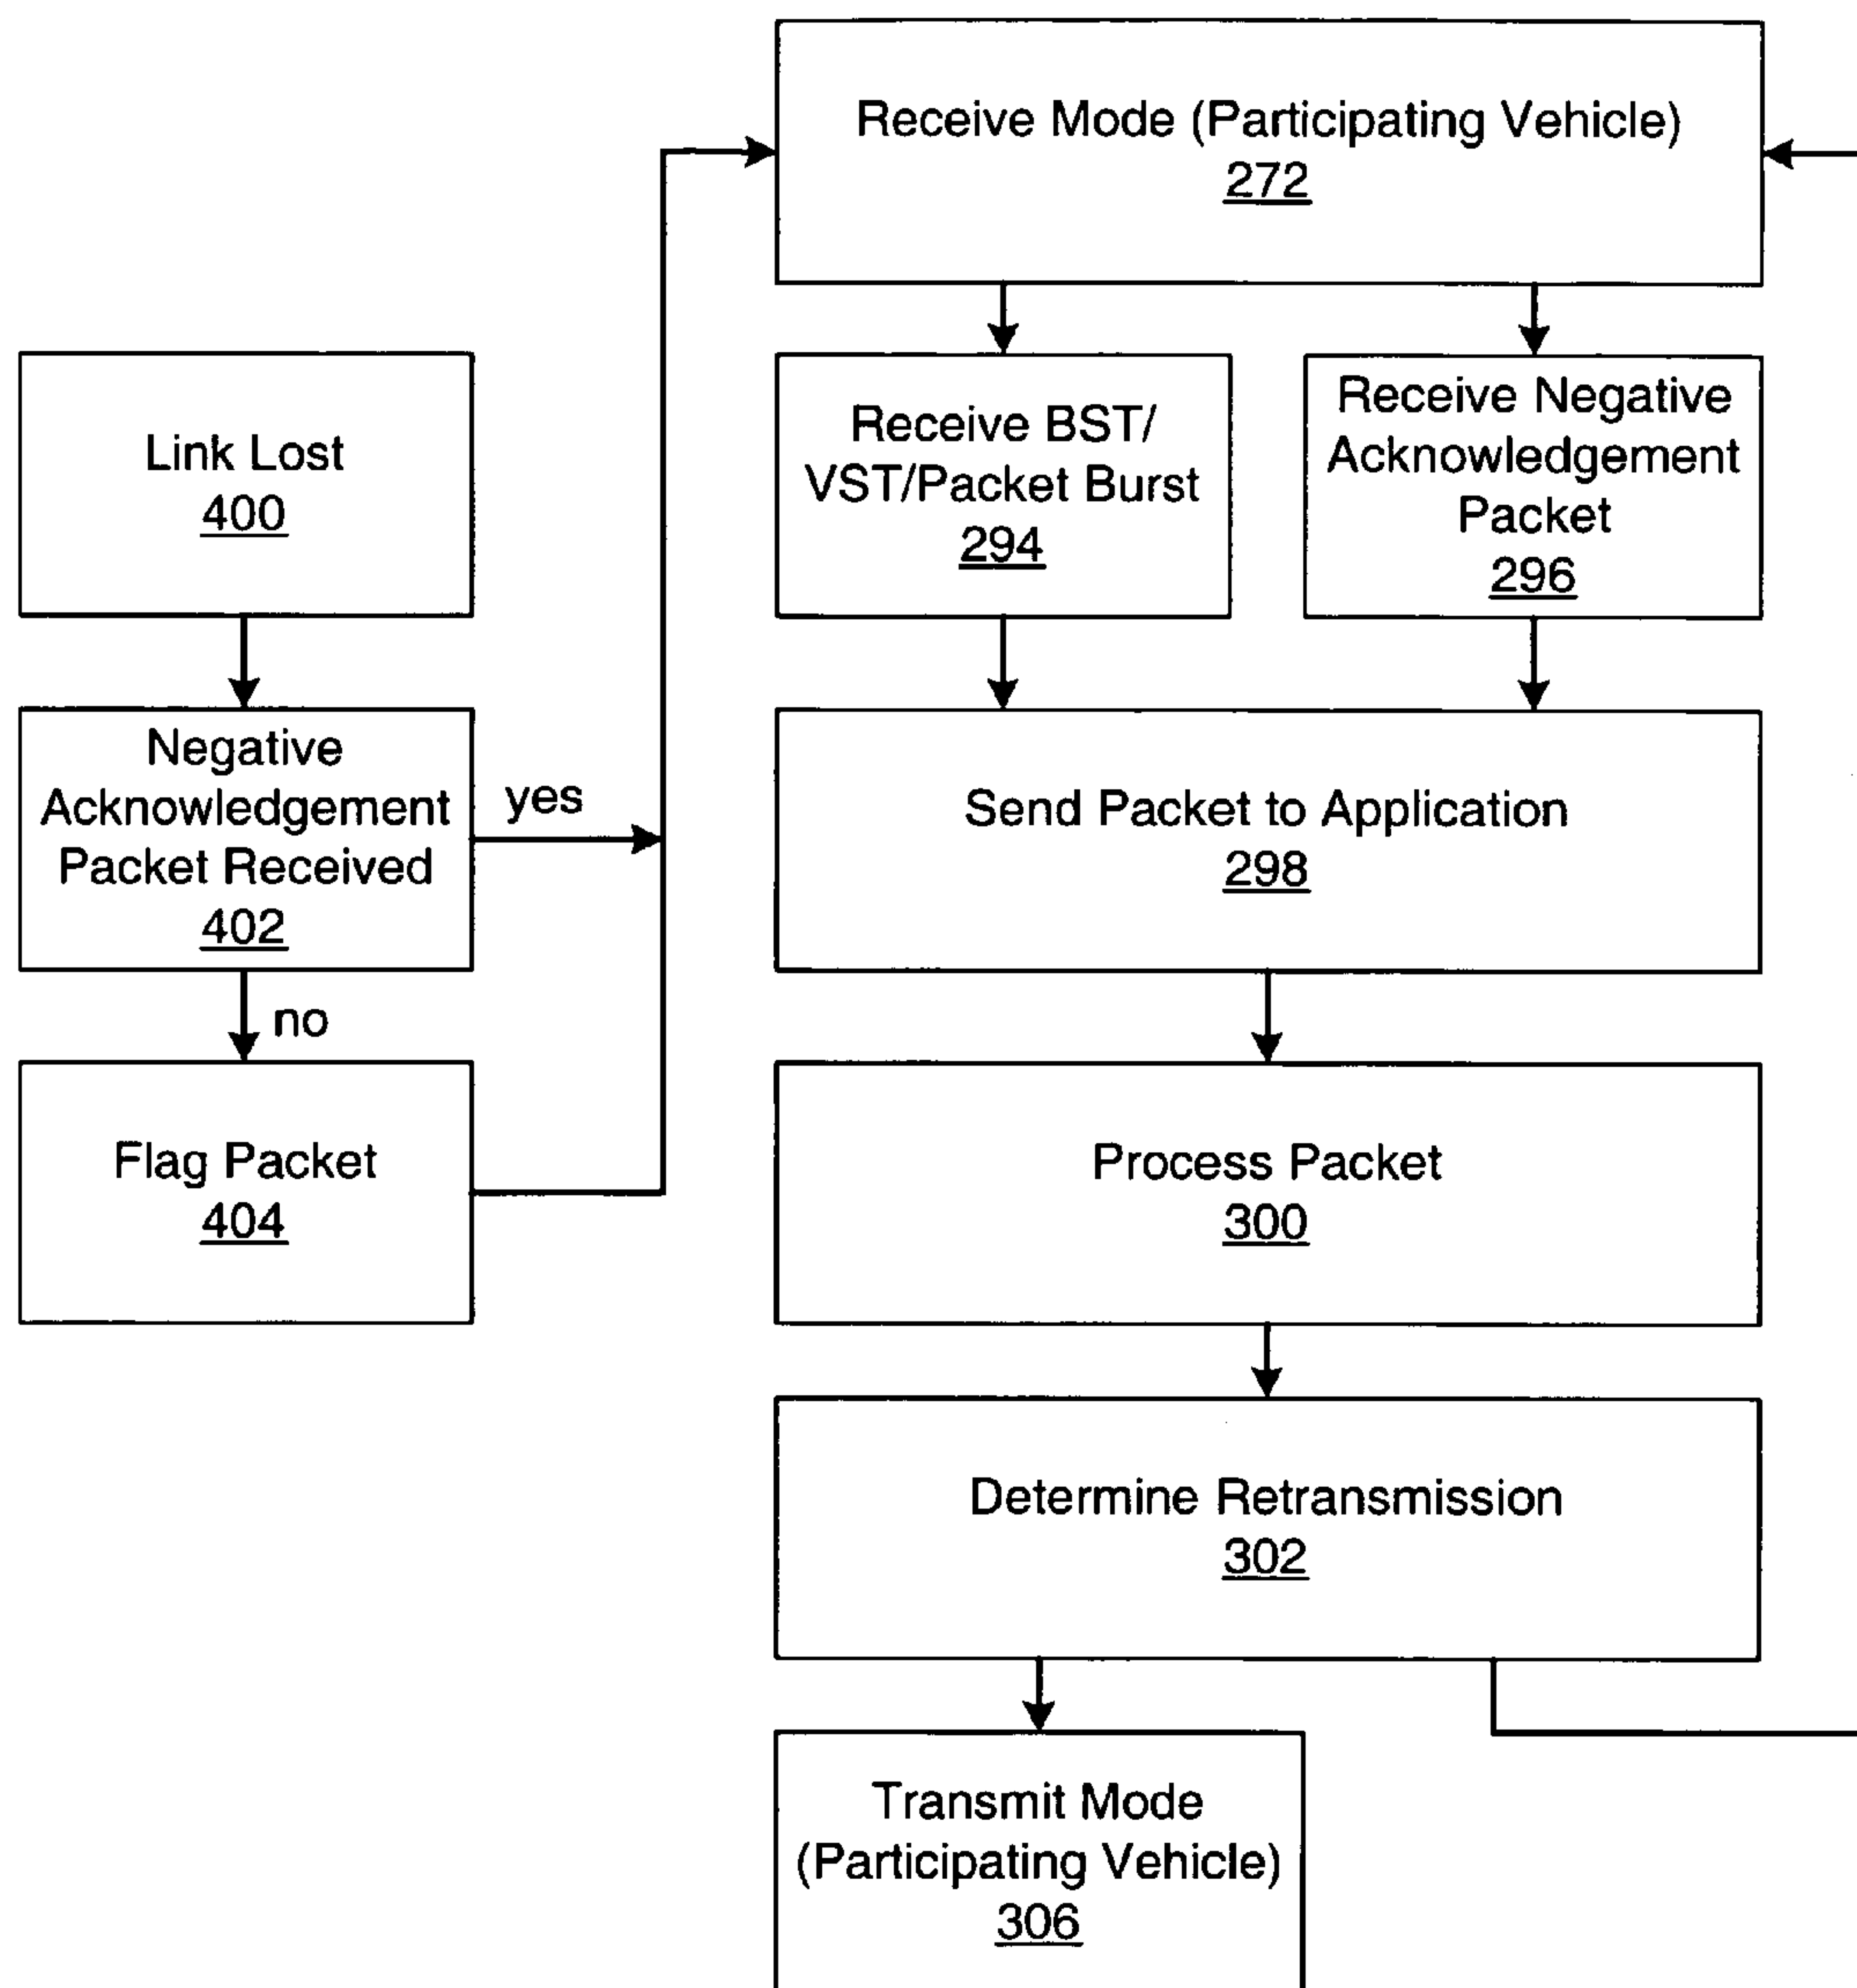 Receive Mode (Participating Vehicle)
272
Link Lost
400
Receive BST/
VST/Packet Burst
294
Receive Negative
Acknowledgement
Packet
296
Negative
Acknowledgement
Packet Received
402
yes
no
Send Packet to Application
298
Flag Packet
404
Process Packet
300
Determine Retransmission
302
Transmit Mode
(Participating Vehicle)
306